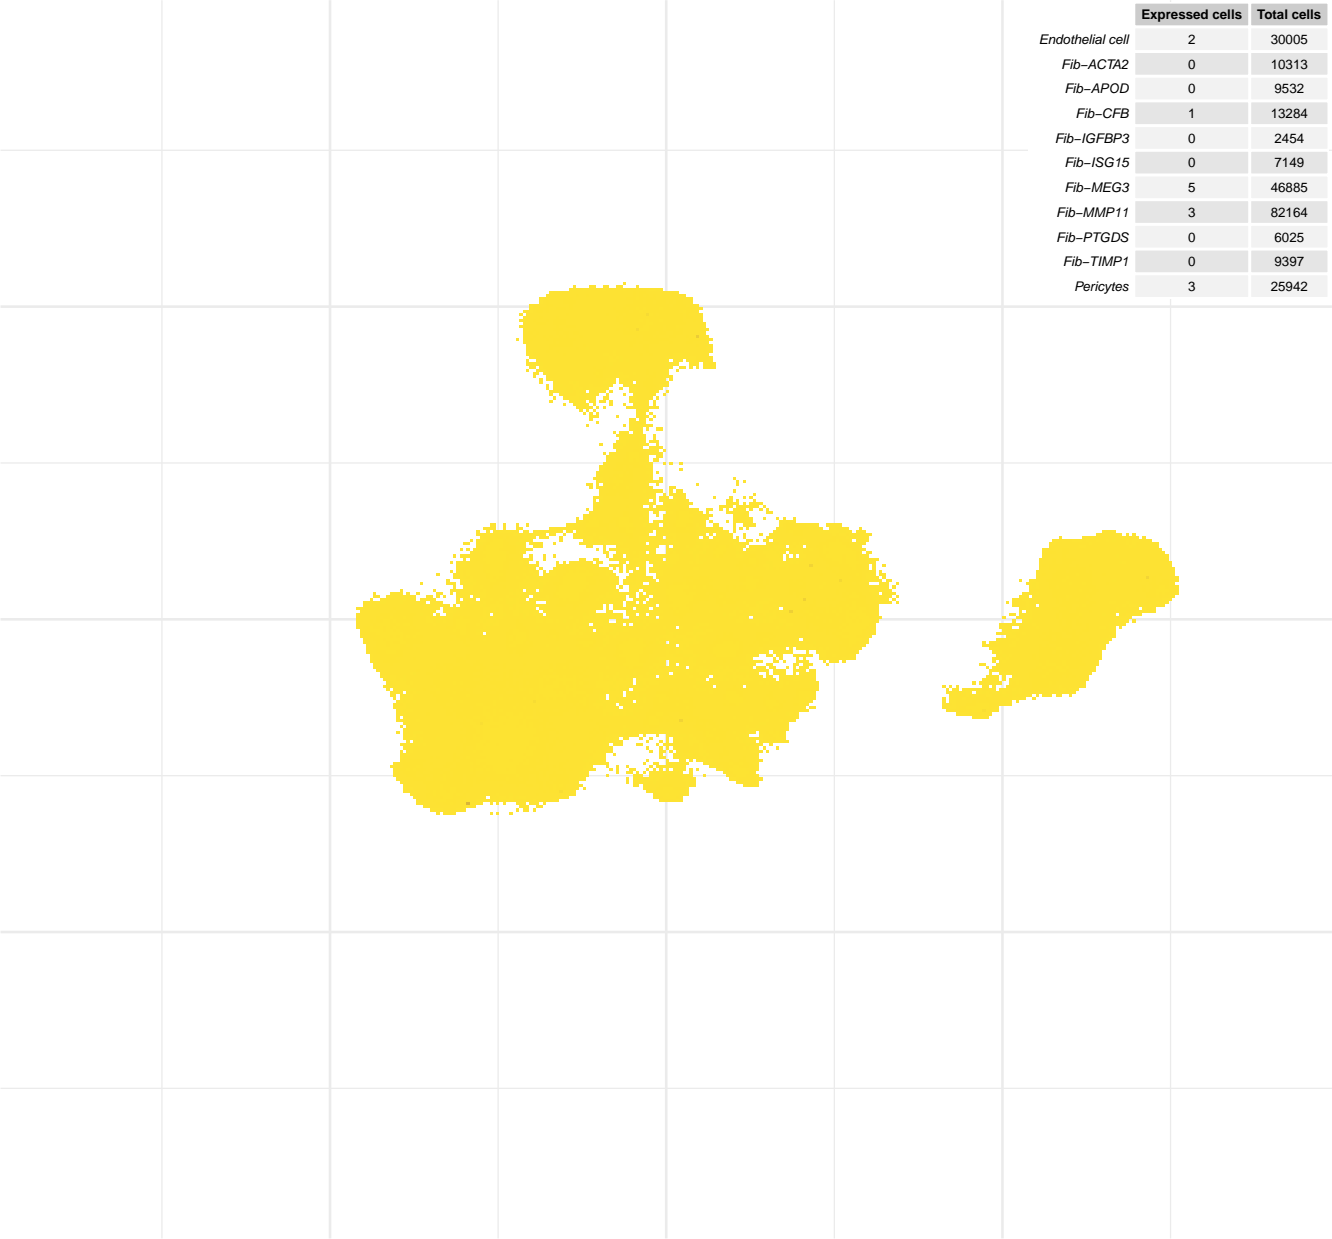 Expressed cells Total cells
Endothelial cell 2 30005
Fib−ACTA2 0 10313
Fib−APOD 0 9532
Fib−CFB 1 13284
Fib−IGFBP3 0 2454
Fib−ISG15 0 7149
Fib−MEG3 5 46885
Fib−MMP11 3 82164
Fib−PTGDS 0 6025
Fib−TIMP1 0 9397
Pericytes 3 25942